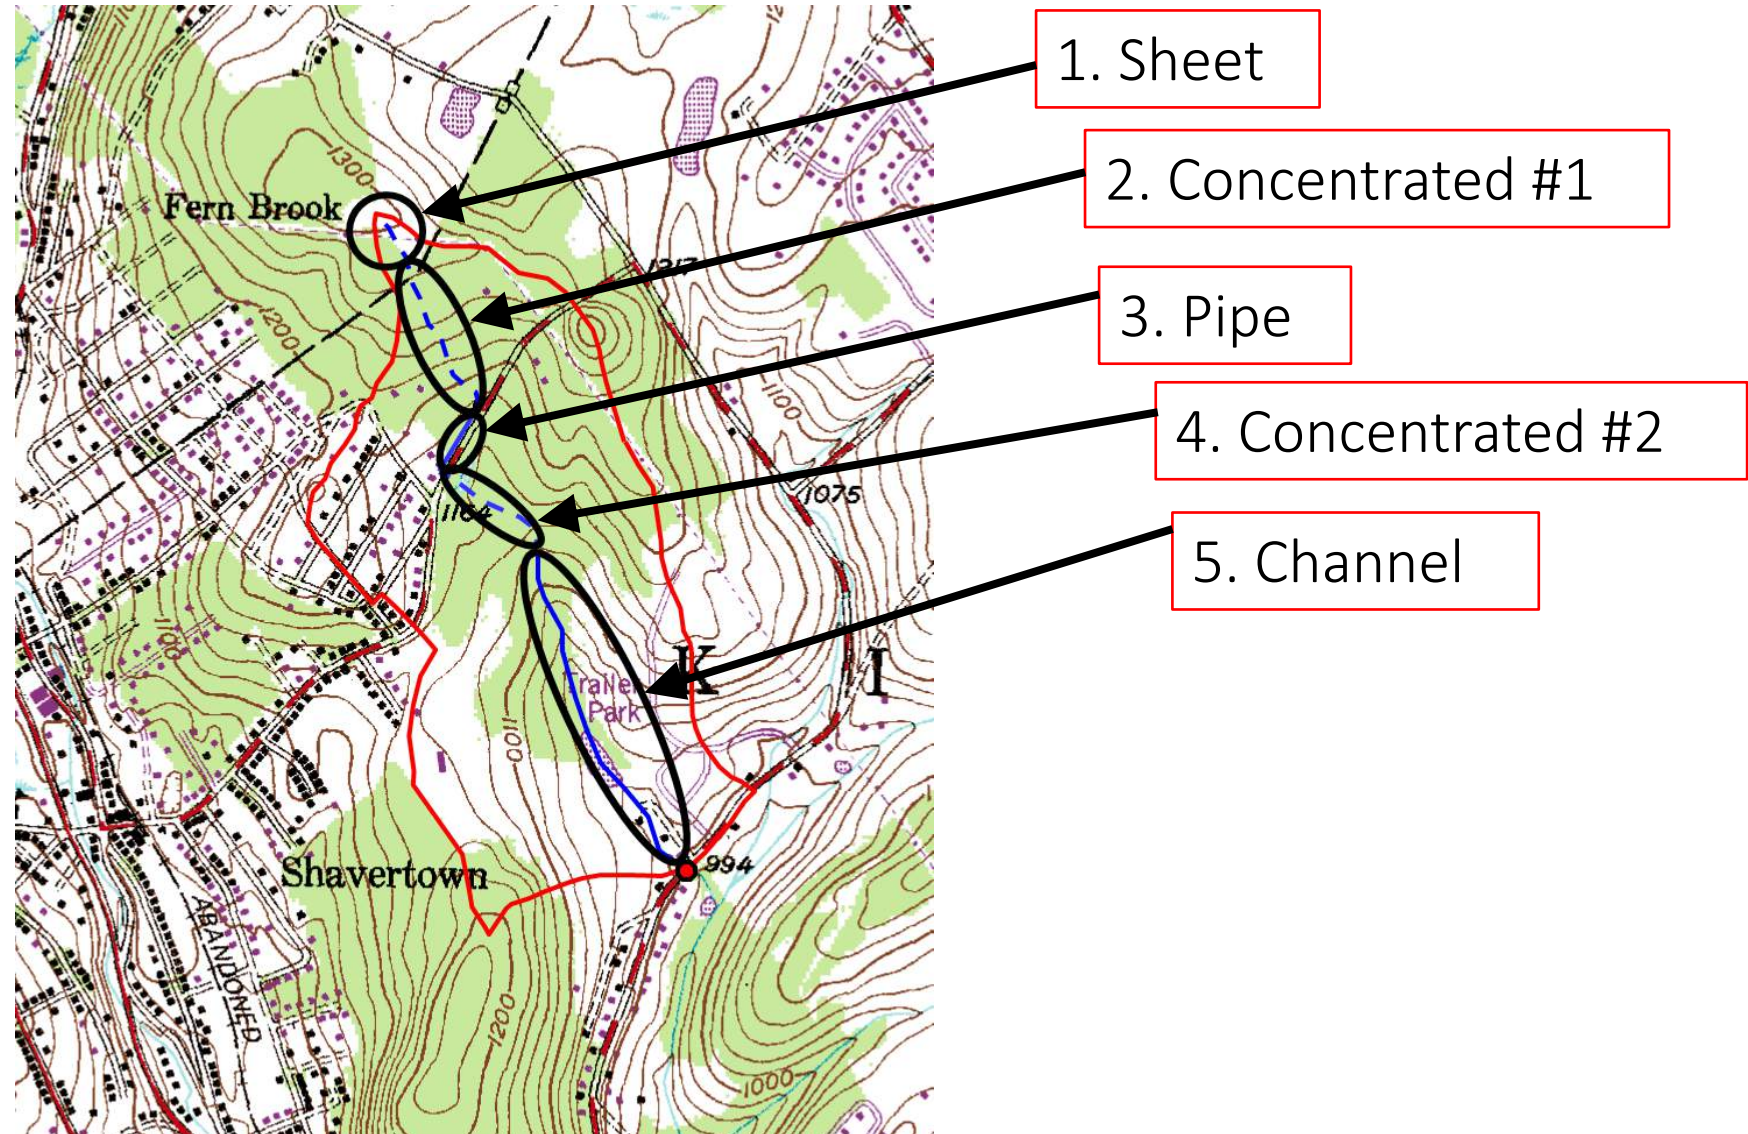 1. Sheet
2. Concentrated #1
3. Pipe
4. Concentrated #2
5. Channel
1300
Fern Brook
1317
1200
1100
1075
1164
1100
K
I
Trailer
Park
1100
994
Shavertown
ABANDONED
1200
1000